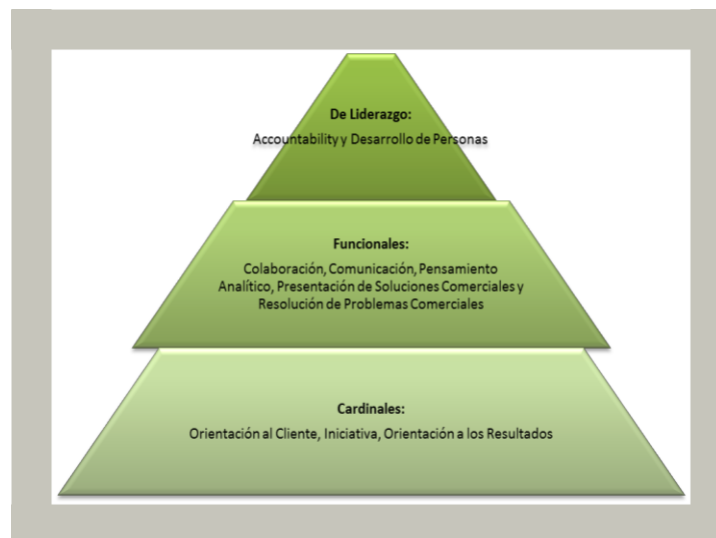 De Liderazgo:
Accountability y Desarrollo de Personas
Funcionales:
Colaboración, Comunicación, Pensamiento
Analítico, Presentación de Soluciones Comerciales y
Resolución de Problemas Comerciales
Cardinales:
Orientación al Cliente, Iniciativa, Orientación a los Resultados